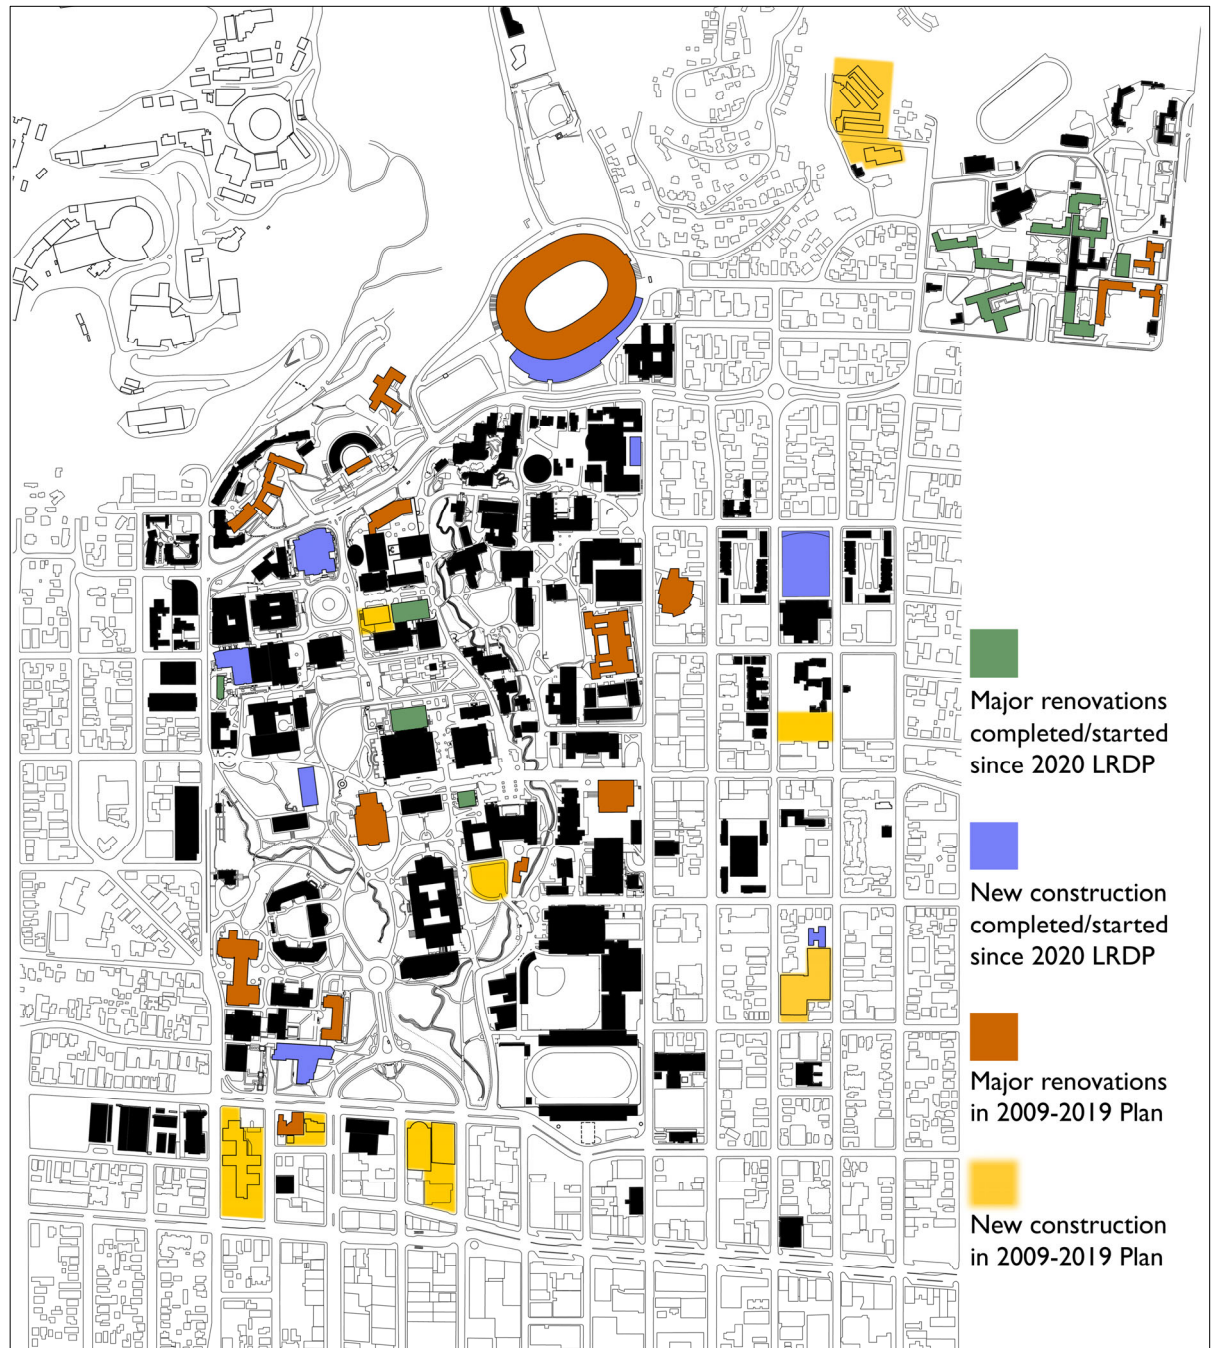 Major renovations
completed/started
since 2020 LRDP
New construction
completed/started
since 2020 LRDP
Major renovations
in 2009-2019 Plan
New construction
in 2009-2019 Plan